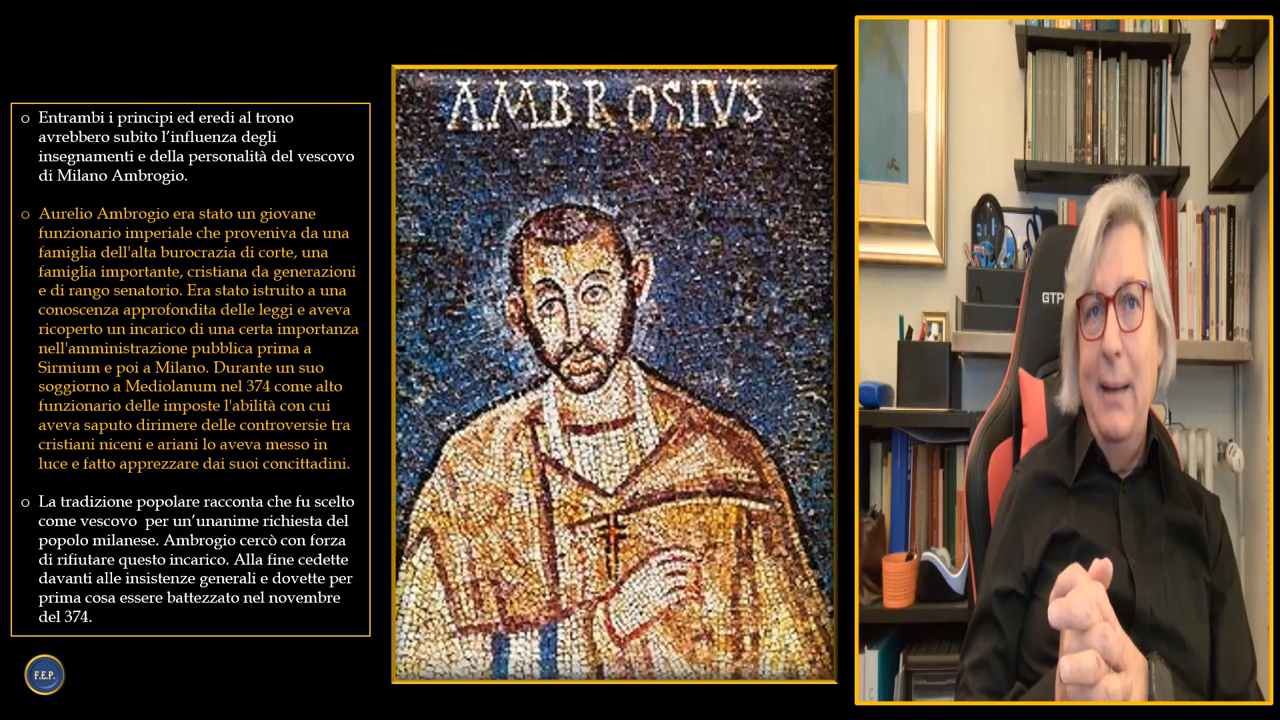 o Entrambi i principi ed eredi al trono
avrebbero subito l'influenza degli
insegnamenti e della personalità del vescovo
di Milano Ambrogio.
o Aurelio Ambrogio era stato un giovane
funzionario imperiale che proveniva da una
famiglia dell'alta burocrazia di corte, una
famiglia importante, cristiana da generazioni
e di rango senatorio. Era stato istruito a una
conoscenza approfondita delle leggi e aveva
ricoperto un incarico di una certa importanza
nell'amministrazione pubblica prima a
Sirmium e poi a Milano. Durante un suo
soggiorno a Mediolanum nel 374 come alto
funzionario delle imposte l'abilità con cui
aveva saputo dirimere delle controversie tra
cristiani niceni e ariani lo aveva messo in
luce e fatto apprezzare dai suoi concittadini.
o La tradizione popolare racconta che fu scelto
come vescovo  per un'unanime richiesta del
popolo milanese. Ambrogio cercò con forza
di rifiutare questo incarico. Alla fine cedette
davanti alle insistenze generali e dovette per
prima cosa essere battezzato nel novembre
del 374.
F.E.P.
AMBROSIVS
GTP